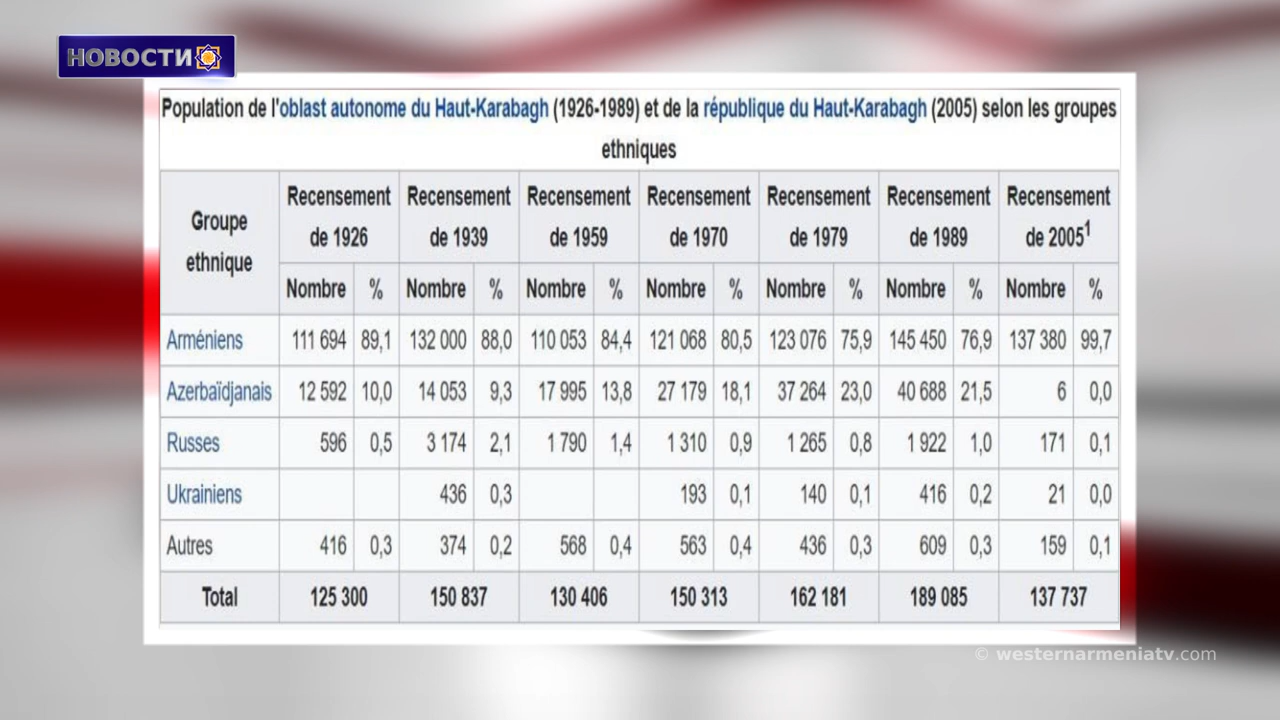 НОВОСТИ
Population de l'oblast autonome du Haut-Karabagh (1926-1989) et de la république du Haut-Karabagh (2005) selon les groupes
ethniques
Groupe ethnique Recensement de 1926 Recensement de 1939 Recensement de 1959 Recensement de 1970 Recensement de 1979 Recensement de 1989 Recensement de 2005¹
Nombre % Nombre % Nombre % Nombre % Nombre % Nombre % Nombre %
Arméniens 111 694 89,1 132 000 88,0 110 053 84,4 121 068 80,5 123 076 75,9 145 450 76,9 137 380 99,7
Azerbaïdjanais 12 592 10,0 14 053 9,3 17 995 13,8 27 179 18,1 37 264 23,0 40 688 21,5 6 0,0
Russes 596 0,5 3 174 2,1 1 790 1,4 1 310 0,9 1 265 0,8 1 922 1,0 171 0,1
Ukrainiens 436 0,3 193 0,1 140 0,1 416 0,2 21 0,0
Autres 416 0,3 374 0,2 568 0,4 563 0,4 436 0,3 609 0,3 159 0,1
Total 125 300 150 837 130 406 150 313 162 181 189 085 137 737
© westernarmeniatv.com